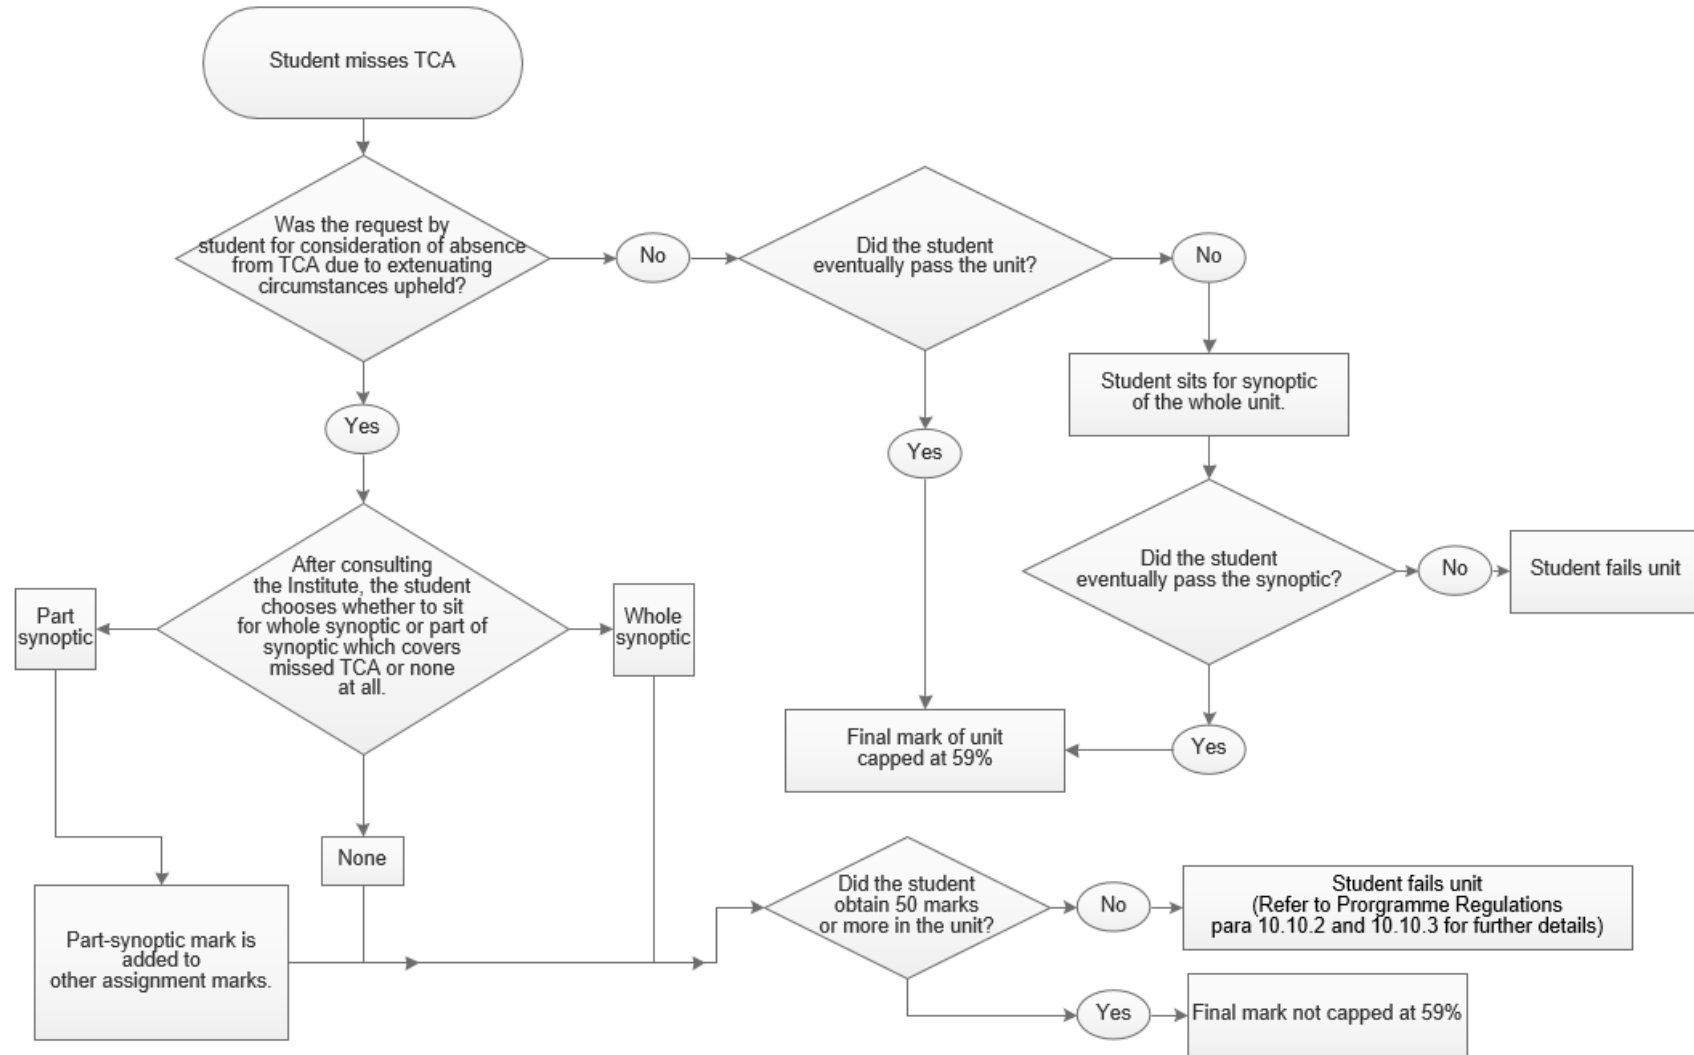 Student misses TCA
Was the request by
student for consideration of absence
from TCA due to extenuating
circumstances upheld?
No
Did the student
eventually pass the unit?
No
Student sits for synoptic
of the whole unit.
Yes
Yes
Did the student
eventually pass the synoptic?
No
Student fails unit
After consulting
the Institute, the student
chooses whether to sit
for whole synoptic or part of
synoptic which covers
missed TCA or none
at all.
Part
synoptic
Whole
synoptic
Final mark of unit
capped at 59%
Yes
None
Part-synoptic mark is
added to
other assignment marks.
Did the student
obtain 50 marks
or more in the unit?
No
Student fails unit
(Refer to Prorgramme Regulations
para 10.10.2 and 10.10.3 for further details)
Yes
Final mark not capped at 59%